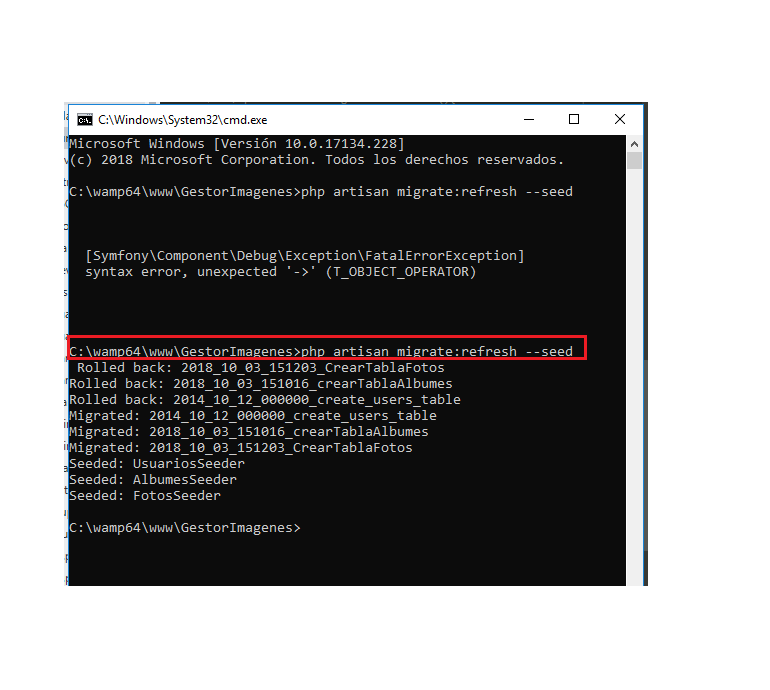 C:\Windows\System32\cmd.exe
Microsoft Windows [Versión 10.0.17134.228]
(c) 2018 Microsoft Corporation. Todos los derechos reservados.
C:\wamp64\www\GestorImagenes>php artisan migrate:refresh --seed
[Symfony\Component\Debug\Exception\FatalErrorException]
syntax error, unexpected '->' (T_OBJECT_OPERATOR)
C:\wamp64\www\GestorImagenes>php artisan migrate:refresh --seed
Rolled back: 2018_10_03_151203_CrearTablaFotos
Rolled back: 2018_10_03_151016_crearTablaAlbumes
Rolled back: 2014_10_12_000000_create_users_table
Migrated: 2014_10_12_000000_create_users_table
Migrated: 2018_10_03_151016_crearTablaAlbumes
Migrated: 2018_10_03_151203_CrearTablaFotos
Seeded: UsuariosSeeder
Seeded: AlbumesSeeder
Seeded: FotosSeeder
C:\wamp64\www\GestorImagenes>